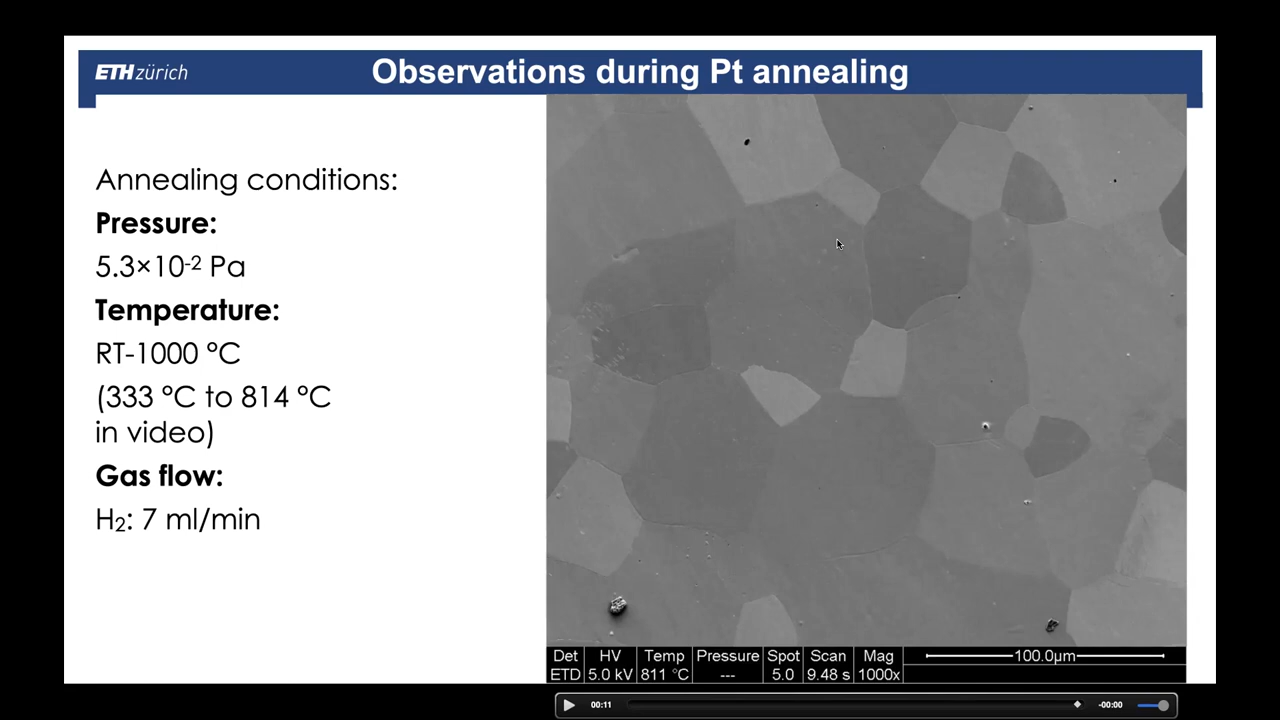 ETH zürich
Observations during Pt annealing
Annealing conditions:
Pressure:
5.3×10-2 Pa
Temperature:
RT-1000 °C
(333 °C to 814 °C
in video)
Gas flow:
H2: 7 ml/min
Det HV Temp Pressure Spot Scan Mag
ETD 5.0 kV 811 °C --- 5.0 9.48 s 1000x
100.0µm
00:11 -00:00